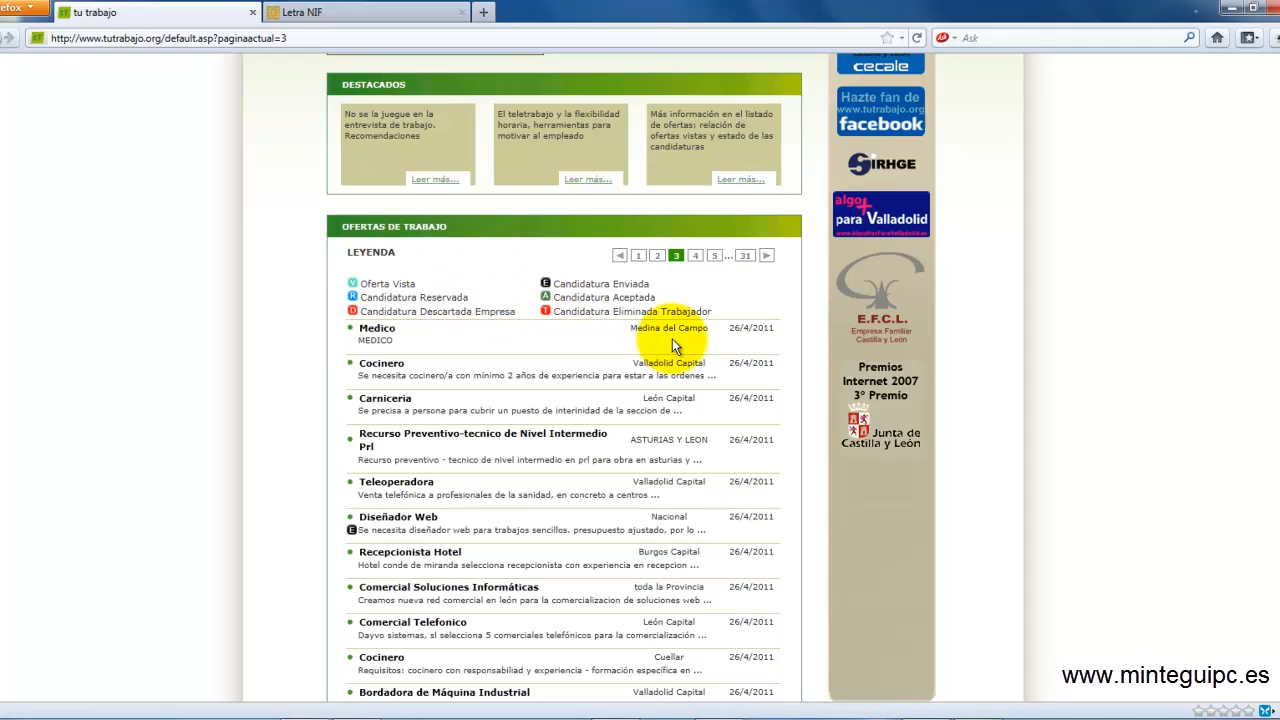 efox
tu trabajo
Letra NIF
http://www.tutrabajo.org/default.asp?paginaactual=3
Ask
cecale
Hazte fan de
www.tutrabajo.org
facebook
SIRHGE
algo+
para Valladolid
www.AlgoMasParaValladolid.es
E.F.C.L.
Empresa Familiar
Castilla y León
Premios
Internet 2007
3º Premio
Junta de
Castilla y León
DESTACADOS
No se la juegue en la
entrevista de trabajo.
Recomendaciones
Leer más...
El teletrabajo y la flexibilidad
horaria, herramientas para
motivar al empleado
Leer más...
Más información en el listado
de ofertas; relación de
ofertas vistas y estado de las
candidaturas
Leer más...
OFERTAS DE TRABAJO
LEYENDA
1 2 3 4 5 ... 31
V Oferta Vista
E Candidatura Enviada
R Candidatura Reservada
A Candidatura Aceptada
D Candidatura Descartada Empresa
T Candidatura Eliminada Trabajador
Medico Medina del Campo 26/4/2011
MEDICO
Cocinero Valladolid Capital 26/4/2011
Se necesita cocinero/a con mínimo 2 años de experiencia para estar a las ordenes ...
Carniceria León Capital 26/4/2011
Se precisa a persona para cubrir un puesto de interinidad de la seccion de ...
Recurso Preventivo-tecnico de Nivel Intermedio
Prl ASTURIAS Y LEON 26/4/2011
Recurso preventivo - tecnico de nivel intermedio en prl para obra en asturias y ...
Teleoperadora Valladolid Capital 26/4/2011
Venta telefónica a profesionales de la sanidad, en concreto a centros ...
Diseñador Web Nacional 26/4/2011
E Se necesita diseñador web para trabajos sencillos. presupuesto ajustado, por lo ...
Recepcionista Hotel Burgos Capital 26/4/2011
Hotel conde de miranda selecciona recepcionista con experiencia en recepcion ...
Comercial Soluciones Informáticas toda la Provincia 26/4/2011
Creamos nueva red comercial en león para la comercializacion de soluciones web ...
Comercial Telefonico León Capital 26/4/2011
Dayvo sistemas, sl selecciona 5 comerciales telefónicos para la comercialización ...
Cocinero Cuellar 26/4/2011
Requisitos: cocinero con responsabiliad y experiencia - formación específica en ...
Bordadora de Máquina Industrial Valladolid Capital 26/4/2011
www.minteguipc.es